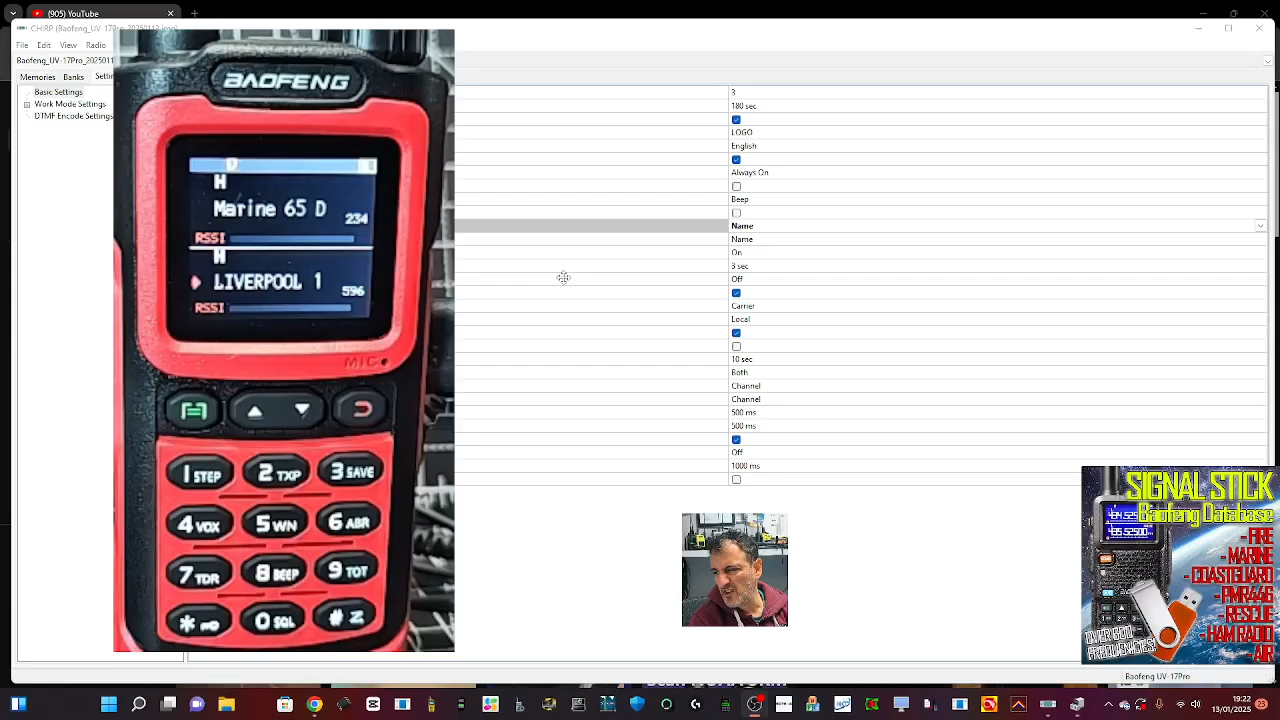 (905) YouTube
CHIRP (Baofeng_UV-17Pro_20250113.img)
File Edit View Radio
Baofeng_UV-17Pro_2025011
Memories Banks
Basic Settings
Work Mode Settings
DTMF Encode Settings
BAOFENG
H
Marine 65 D
234
RSSI
H
LIVERPOOL 1
596
RSSI
MIC
1 STEP 2 TXP 3 SAVE
4 VOX 5 WN 6 ABR
7 TDR 8 BEEP 9 TOT
* 0 SQL #
3
180 sec
LOGO
English
Always On
Beep
Name
Name
On
3 sec
Off
Carrier
Local
10 sec
Both
Channel
Channel
500 ms
500 ms
Off
1000 ms
SIGNAL STICK
Baofeng Database
- FIRE
- MARINE
- COASTGUARD
- PMR446
- RESCUE
- HAM RADIO
- AIR
Baofeng UV-17Pro
19:22
13/01/2025